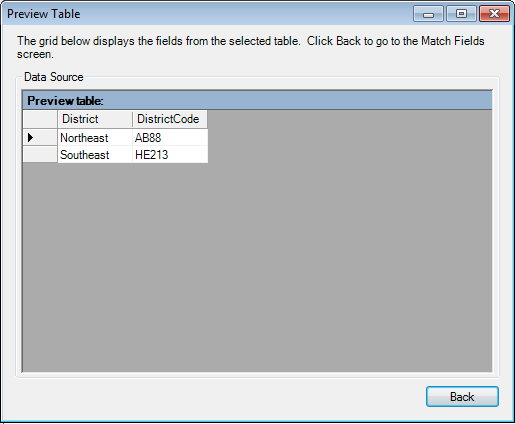 Preview Table
The grid below displays the fields from the selected table.  Click Back to go to the Match Fields
screen.
Data Source
Preview table:
District DistrictCode
Northeast AB88
Southeast HE213
Back